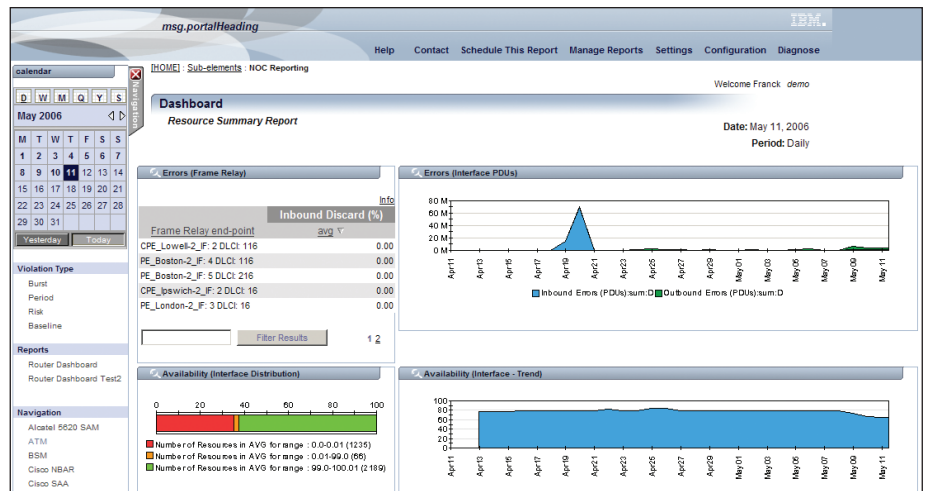 msg.portalHeading
IBM.
Help Contact Schedule This Report Manage Reports Settings Configuration Diagnose
calendar
D W M Q Y S
May 2006
M T W T F S S
1 2 3 4 5 6 7
8 9 10 11 12 13 14
15 16 17 18 19 20 21
22 23 24 25 26 27 28
29 30 31
Yesterday Today
Violation Type
Burst
Period
Risk
Baseline
Reports
Router Dashboard
Router Dashboard Test2
Navigation
Alcatel 5620 SAM
ATM
BSM
Cisco NBAR
Cisco SAA
Navigation
[HOME] : Sub-elements : NOC Reporting
Welcome Franck demo
Dashboard
Resource Summary Report
Date: May 11, 2006
Period: Daily
Errors (Frame Relay)
Info
Inbound Discard (%)
Frame Relay end-point avg
CPE_Lowell-2_IF: 2 DLCI: 116 0.00
PE_Boston-2_IF: 4 DLCI: 116 0.00
PE_Boston-2_IF: 5 DLCI: 216 0.00
CPE_Ipswich-2_IF: 2 DLCI: 16 0.00
PE_London-2_IF: 3 DLCI: 16 0.00
Filter Results 1 2
Errors (Interface PDUs)
80 M
60 M
40 M
20 M
0
Apr11 Apr13 Apr15 Apr17 Apr19 Apr21 Apr23 Apr25 Apr27 Apr29 May01 May03 May05 May07 May09 May 11
Inbound Errors (PDUs):sum:D Outbound Errors (PDUs):sum:D
Availability (Interface Distribution)
0 20 40 60 80 100
Number of Resources in AVG for range : 0.0-0.01 (1235)
Number of Resources in AVG for range : 0.01-99.0 (66)
Number of Resources in AVG for range : 99.0-100.01 (2189)
Availability (Interface - Trend)
100
80
60
40
20
0
Apr11 Apr13 Apr15 Apr17 Apr19 Apr21 Apr23 Apr25 Apr27 Apr29 May01 May03 May05 May07 May09 May 11